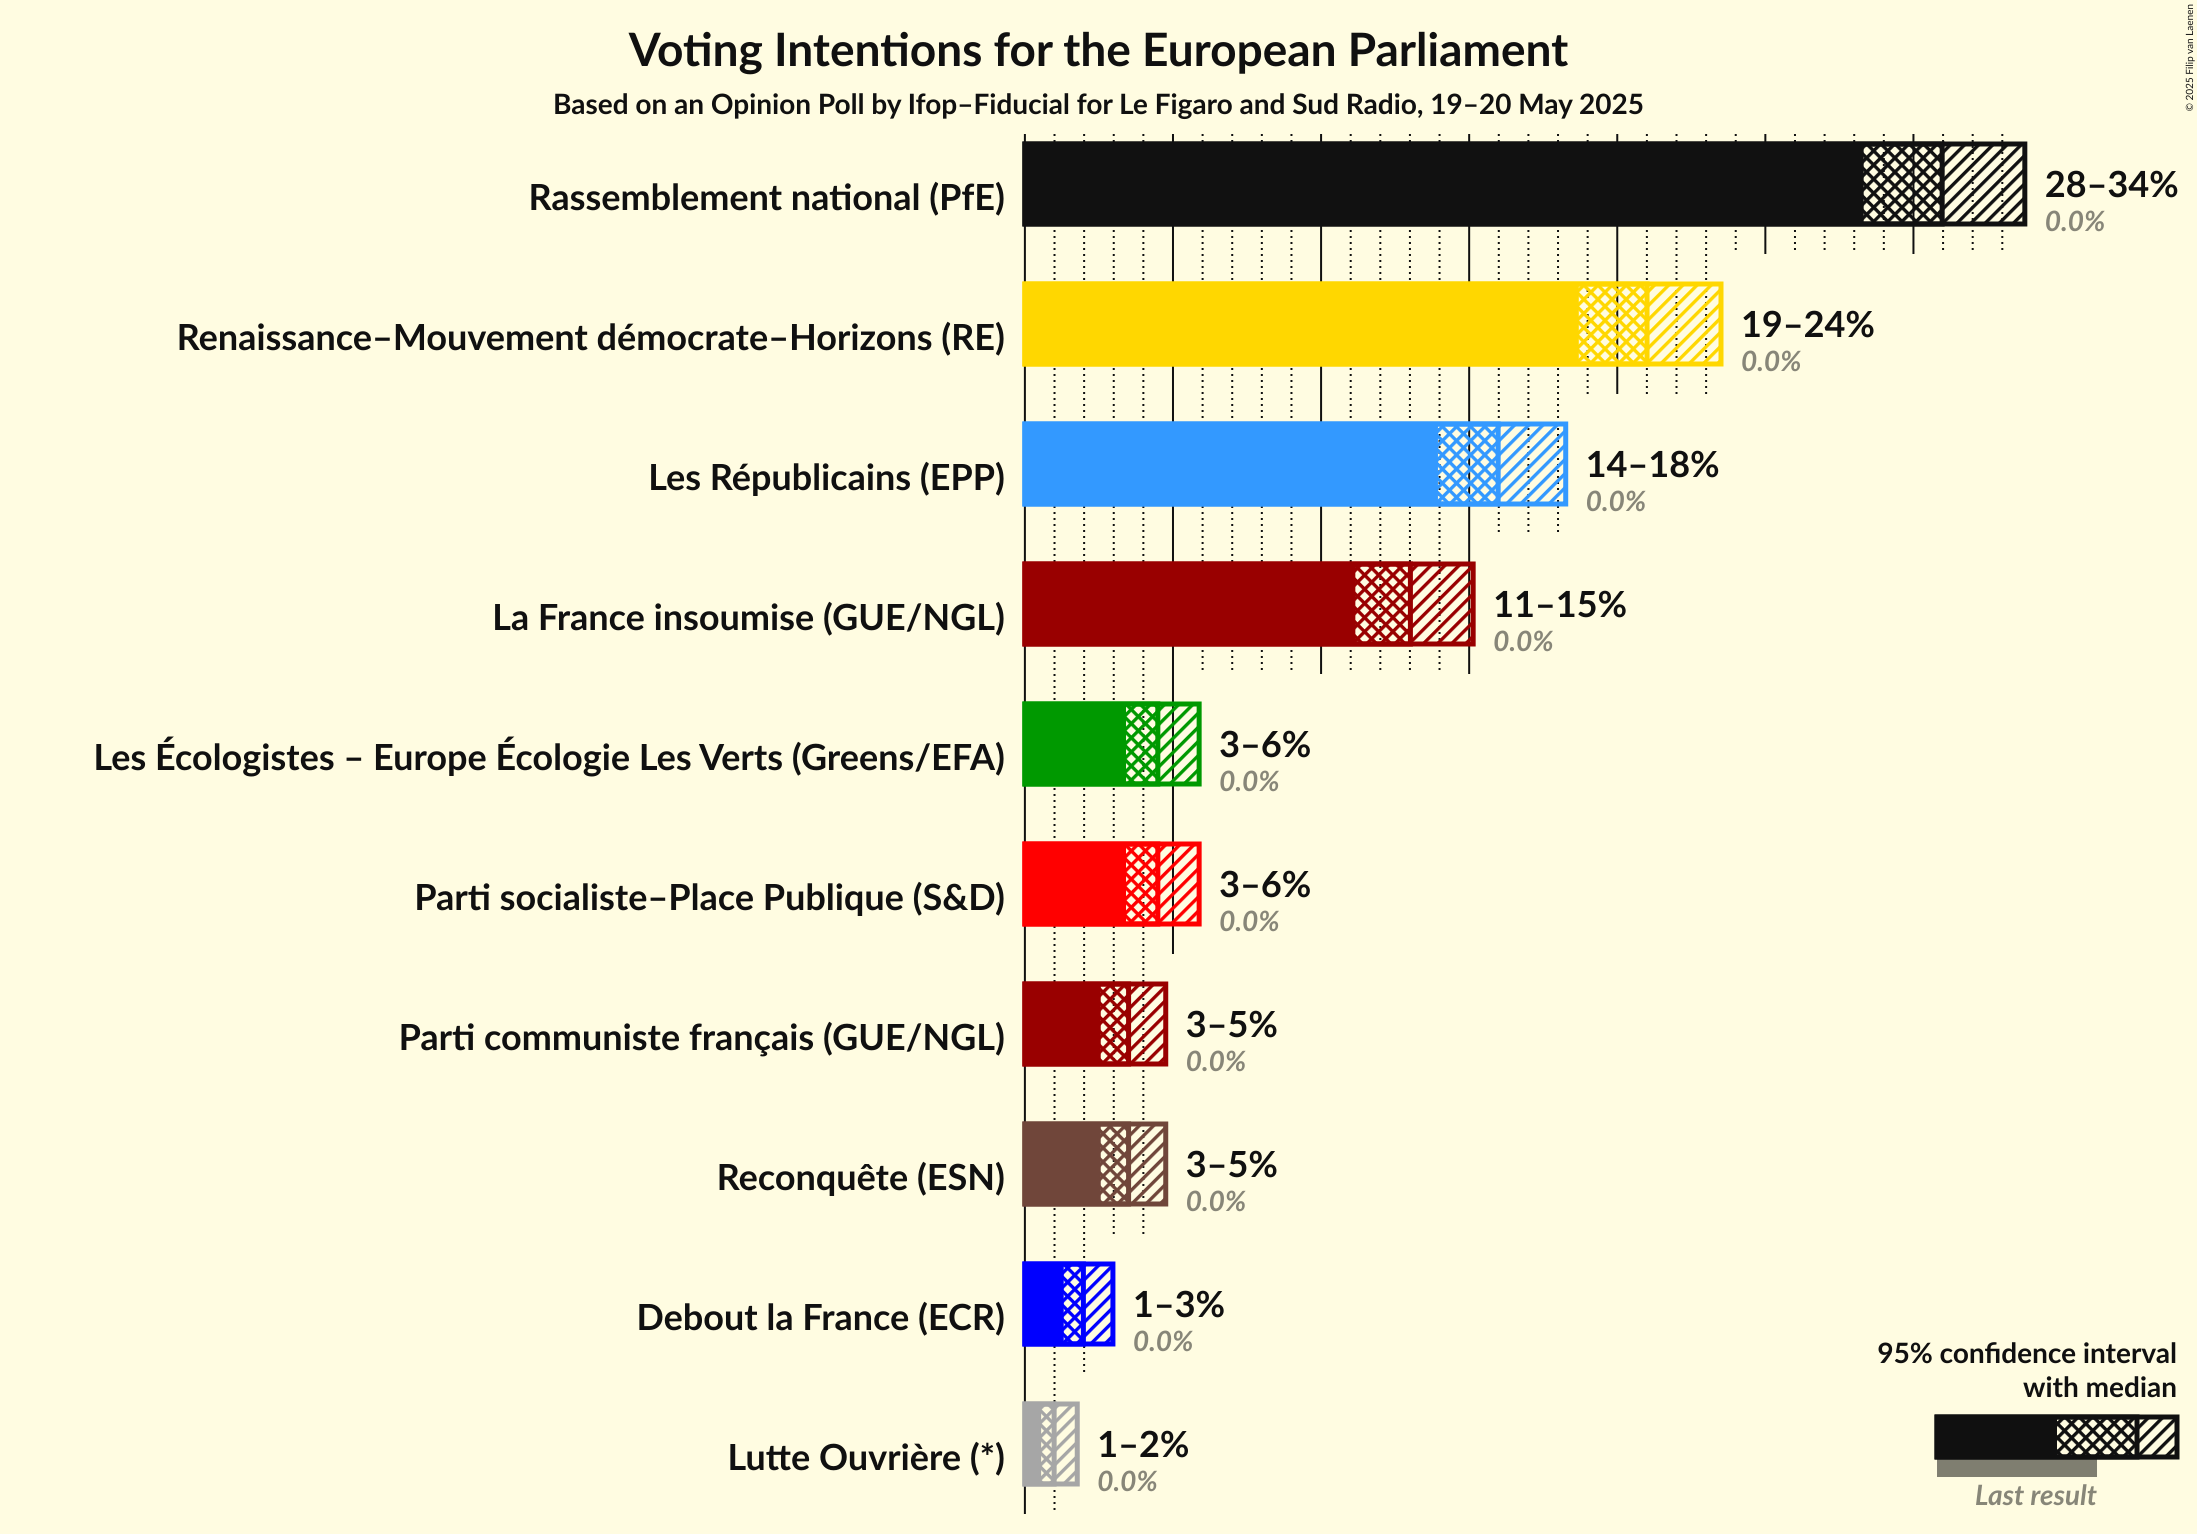 Voting Intentions for the European Parliament
Based on an Opinion Poll by Ifop–Fiducial for Le Figaro and Sud Radio, 19–20 May 2025
© 2025 Filip van Laenen
Rassemblement national (PfE)
28–34%
0.0%
Renaissance–Mouvement démocrate–Horizons (RE)
19–24%
0.0%
Les Républicains (EPP)
14–18%
0.0%
La France insoumise (GUE/NGL)
11–15%
0.0%
Les Écologistes – Europe Écologie Les Verts (Greens/EFA)
3–6%
0.0%
Parti socialiste–Place Publique (S&D)
3–6%
0.0%
Parti communiste français (GUE/NGL)
3–5%
0.0%
Reconquête (ESN)
3–5%
0.0%
Debout la France (ECR)
1–3%
0.0%
Lutte Ouvrière (*)
1–2%
0.0%
95% confidence interval
with median
Last result